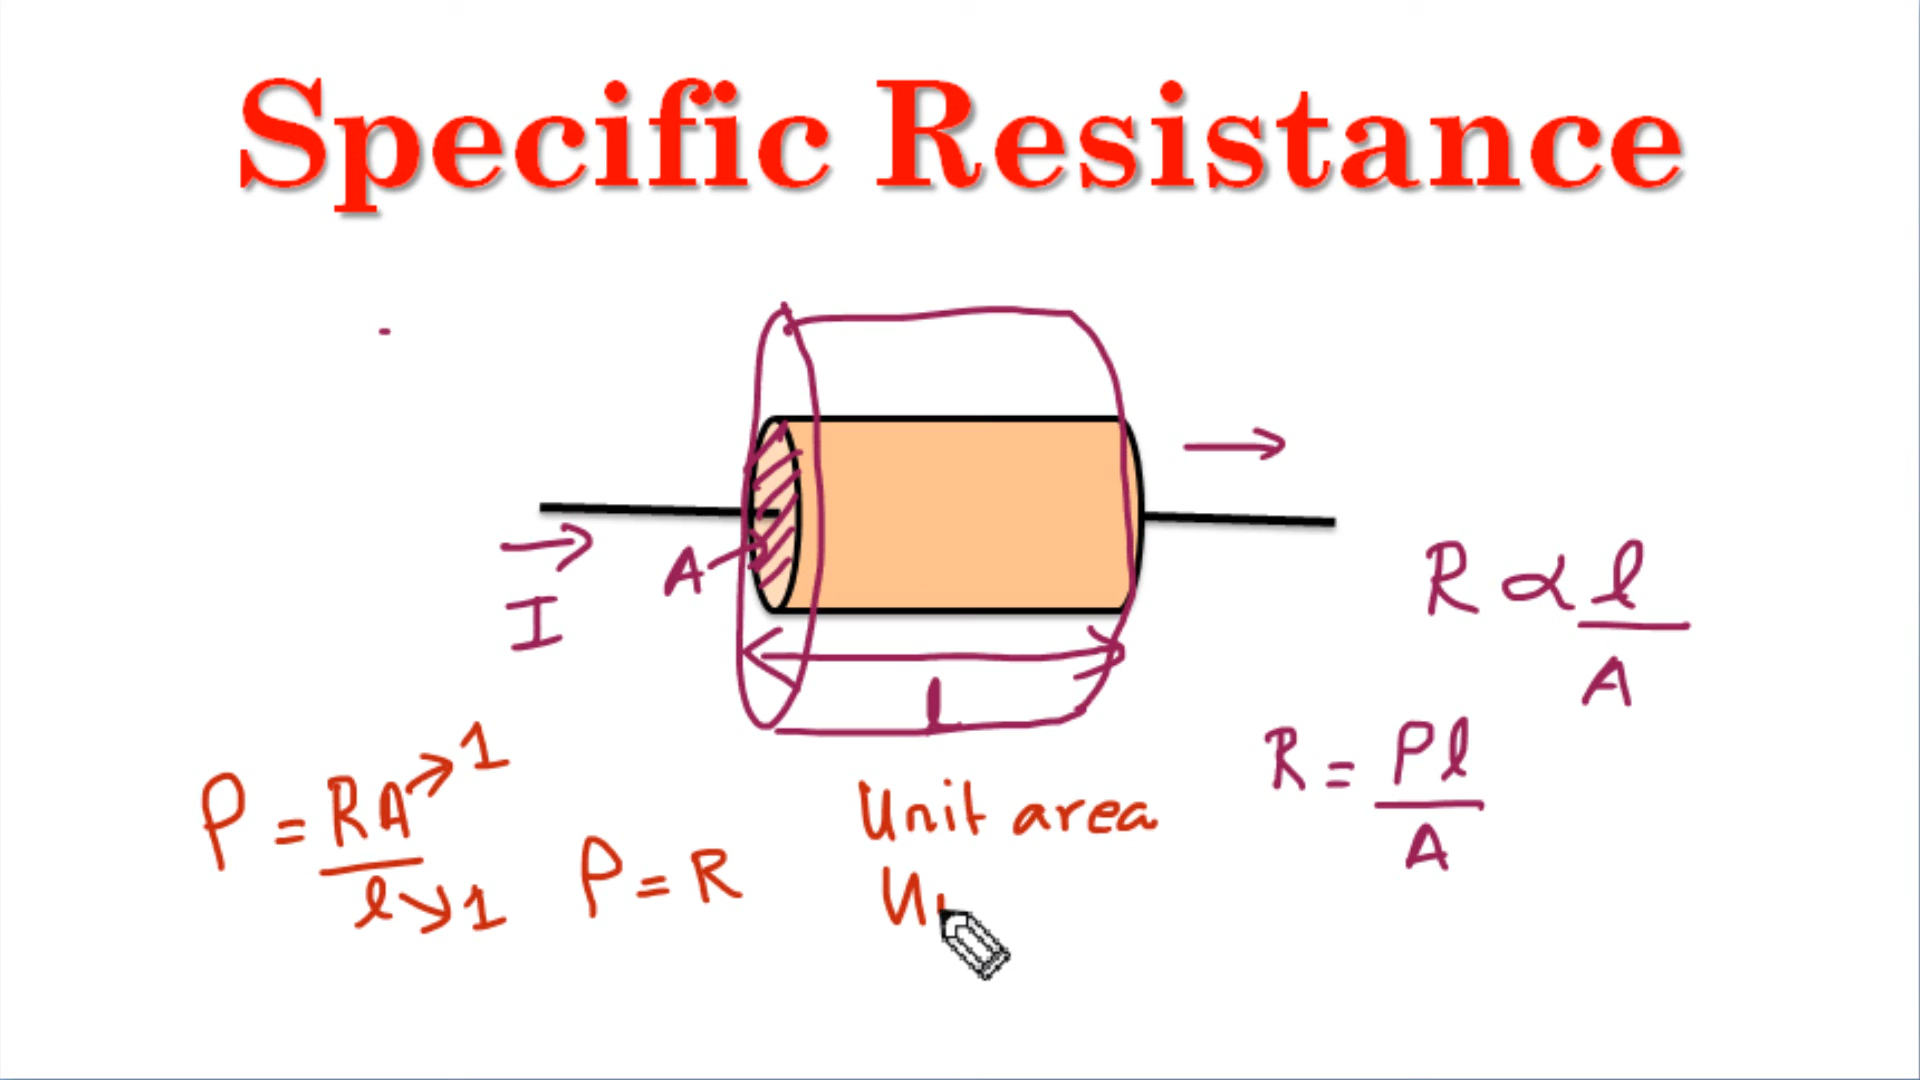 Specific Resistance
I
A
l
R ∝ l/A
R = ρl/A
ρ = RA→1/l→1
ρ = R
Unit area
U